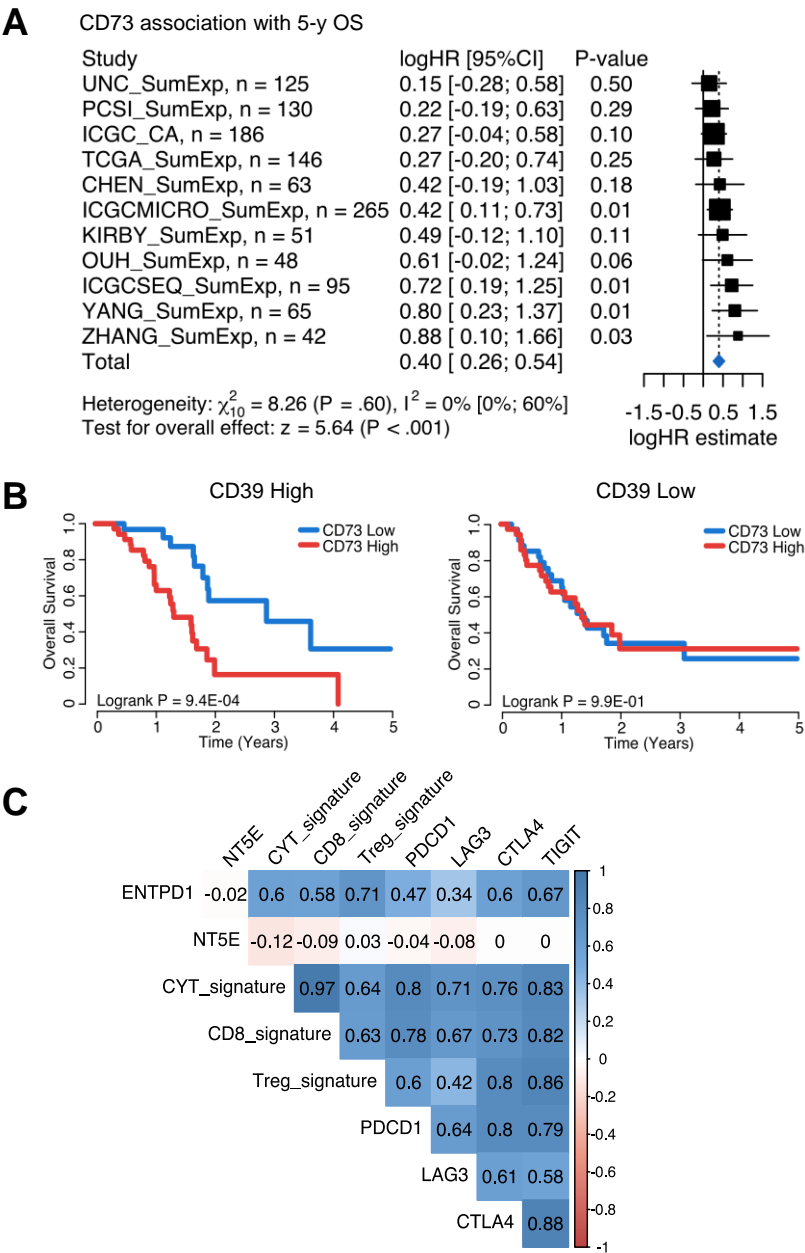 A
CD73 association with 5-y OS
Study logHR [95%CI] P-value
UNC_SumExp, n = 125 0.15 [-0.28; 0.58] 0.50
PCSI_SumExp, n = 130 0.22 [-0.19; 0.63] 0.29
ICGC_CA, n = 186 0.27 [-0.04; 0.58] 0.10
TCGA_SumExp, n = 146 0.27 [-0.20; 0.74] 0.25
CHEN_SumExp, n = 63 0.42 [-0.19; 1.03] 0.18
ICGCMICRO_SumExp, n = 265 0.42 [ 0.11; 0.73] 0.01
KIRBY_SumExp, n = 51 0.49 [-0.12; 1.10] 0.11
OUH_SumExp, n = 48 0.61 [-0.02; 1.24] 0.06
ICGCSEQ_SumExp, n = 95 0.72 [ 0.19; 1.25] 0.01
YANG_SumExp, n = 65 0.80 [ 0.23; 1.37] 0.01
ZHANG_SumExp, n = 42 0.88 [ 0.10; 1.66] 0.03
Total 0.40 [ 0.26; 0.54]
Heterogeneity: χ²₁₀ = 8.26 (P = .60), I² = 0% [0%; 60%]
Test for overall effect: z = 5.64 (P < .001)
-1.5 -0.5 0.5 1.5
logHR estimate
B
CD39 High
CD73 Low
CD73 High
Overall Survival
1.0
0.8
0.6
0.4
0.2
0
Logrank P = 9.4E-04
0 1 2 3 4 5
Time (Years)
CD39 Low
CD73 Low
CD73 High
Overall Survival
1.0
0.8
0.6
0.4
0.2
0
Logrank P = 9.9E-01
0 1 2 3 4 5
Time (Years)
C
NT5E CYT_signature CD8_signature Treg_signature PDCD1 LAG3 CTLA4 TIGIT
ENTPD1 -0.02 0.6 0.58 0.71 0.47 0.34 0.6 0.67
NT5E -0.12 -0.09 0.03 -0.04 -0.08 0 0
CYT_signature 0.97 0.64 0.8 0.71 0.76 0.83
CD8_signature 0.63 0.78 0.67 0.73 0.82
Treg_signature 0.6 0.42 0.8 0.86
PDCD1 0.64 0.8 0.79
LAG3 0.61 0.58
CTLA4 0.88
1
0.8
0.6
0.4
0.2
0
-0.2
-0.4
-0.6
-0.8
-1